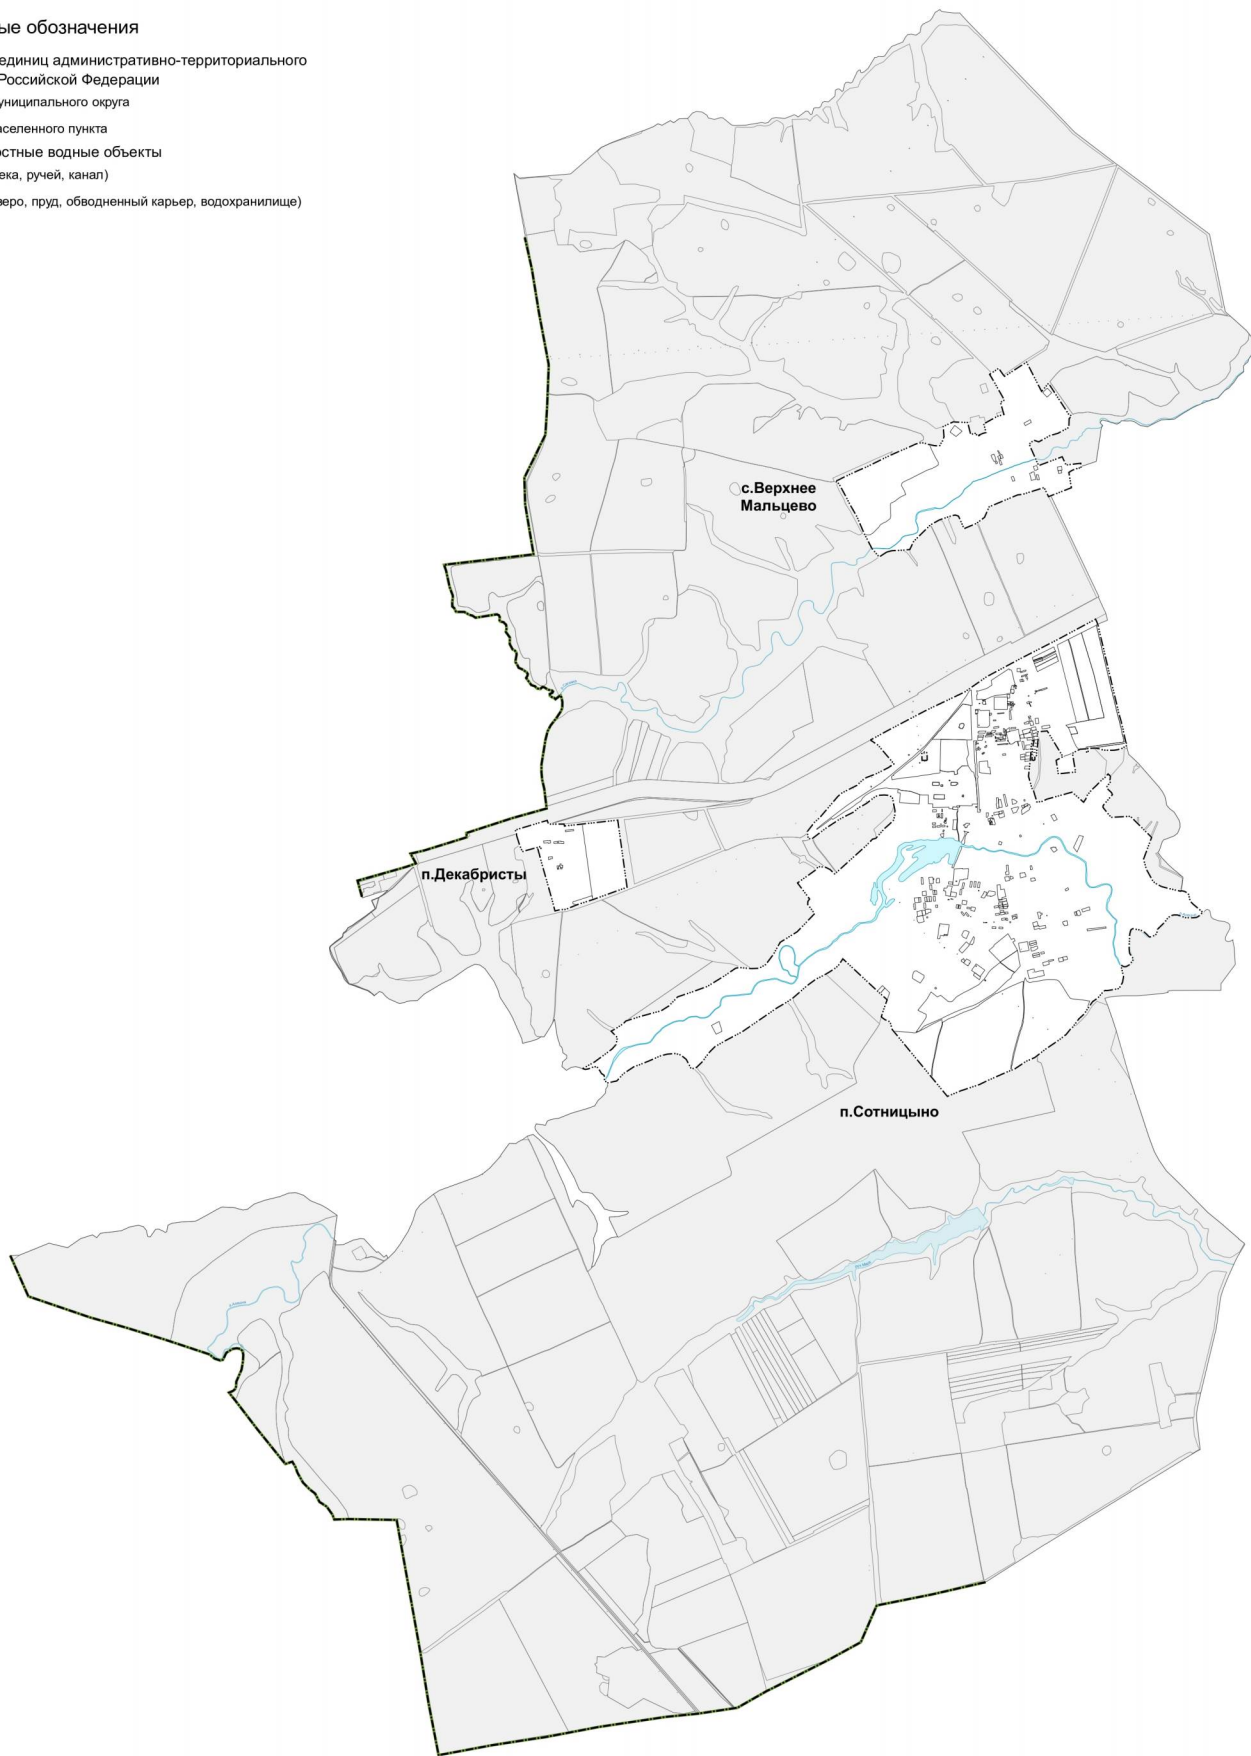 ые обозначения
единиц административно-территориального
Российской Федерации
униципального округа
аселенного пункта
остные водные объекты
ека, ручей, канал)
зеро, пруд, обводненный карьер, водохранилище)
с.Верхнее
Мальцево
п.Декабристы
п.Сотницыно